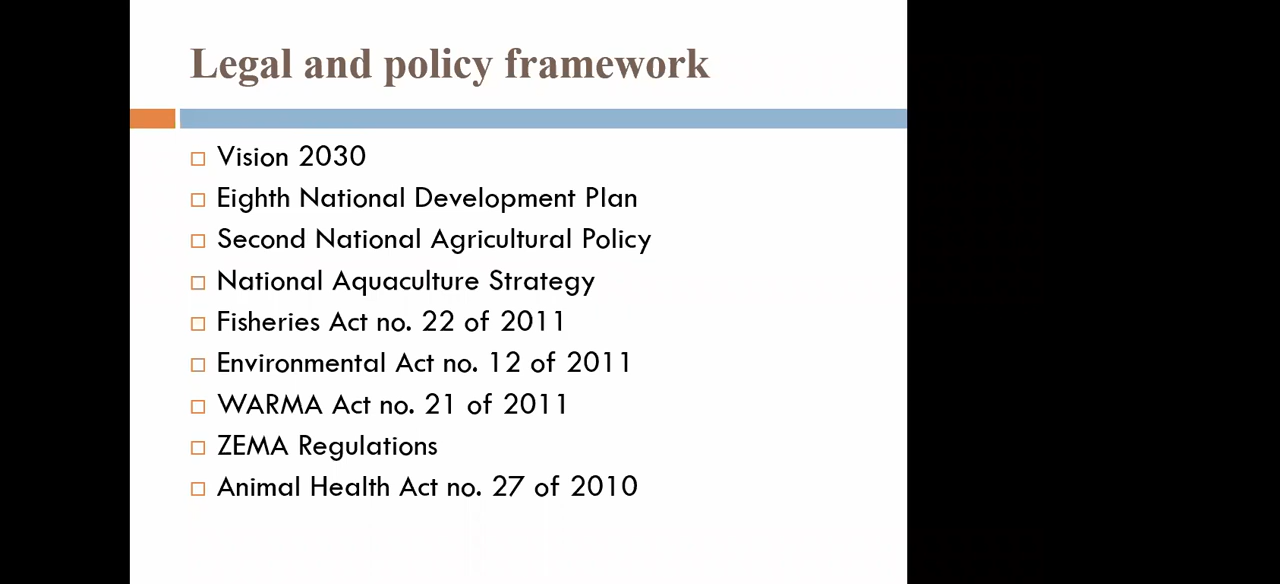 Legal and policy framework
Vision 2030
Eighth National Development Plan
Second National Agricultural Policy
National Aquaculture Strategy
Fisheries Act no. 22 of 2011
Environmental Act no. 12 of 2011
WARMA Act no. 21 of 2011
ZEMA Regulations
Animal Health Act no. 27 of 2010